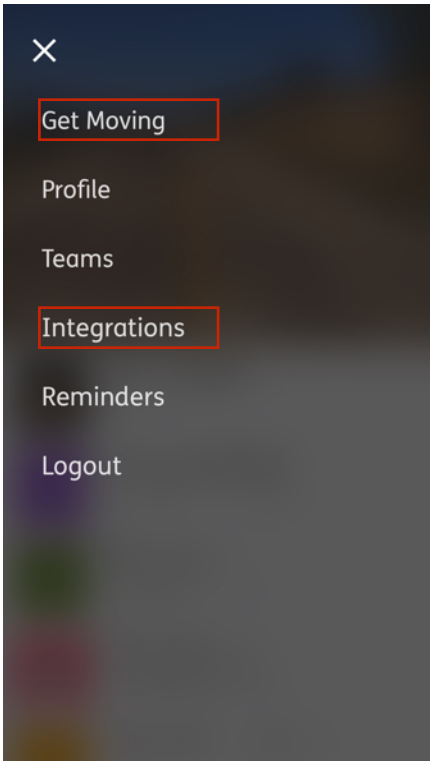 Get Moving
Profile
Teams
Integrations
Reminders
Logout